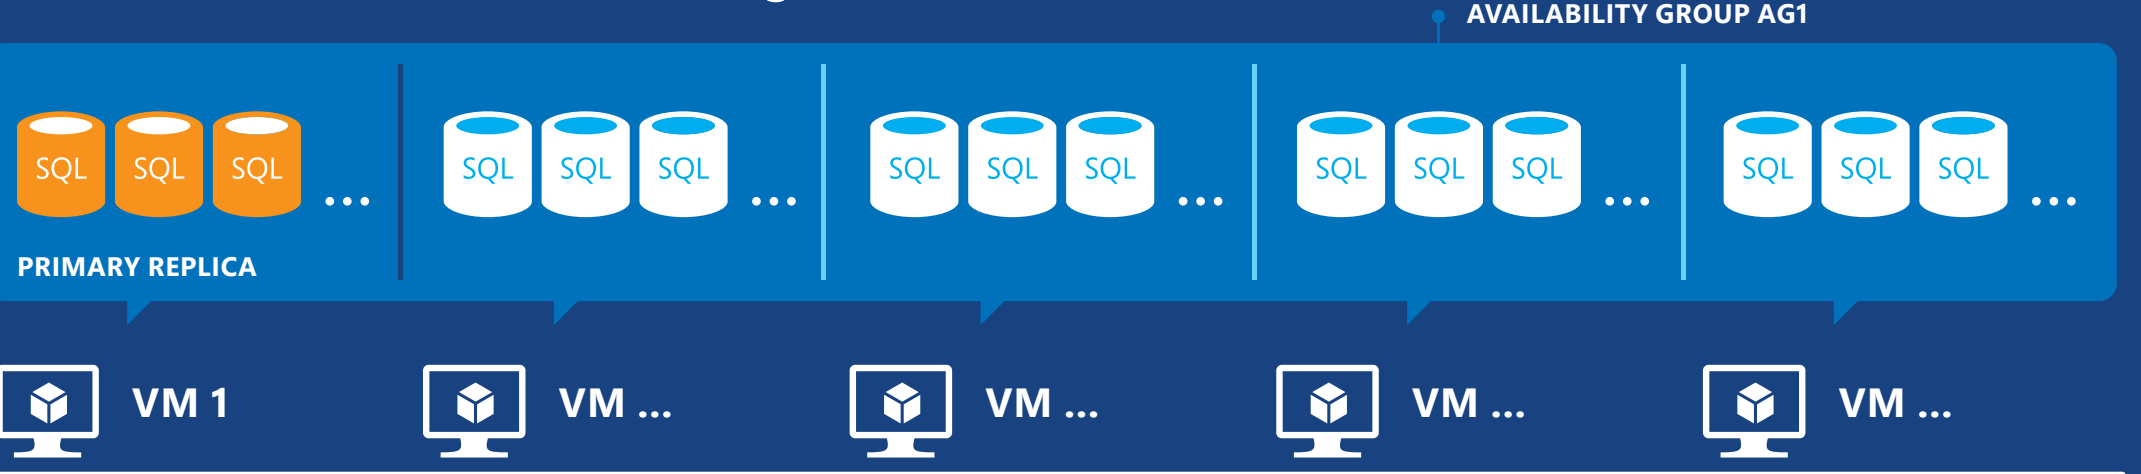 AVAILABILITY GROUP AG1
SQL SQL SQL ... SQL SQL SQL ... SQL SQL SQL ... SQL SQL SQL ... SQL SQL SQL ...
PRIMARY REPLICA
VM 1 VM ... VM ... VM ... VM ...